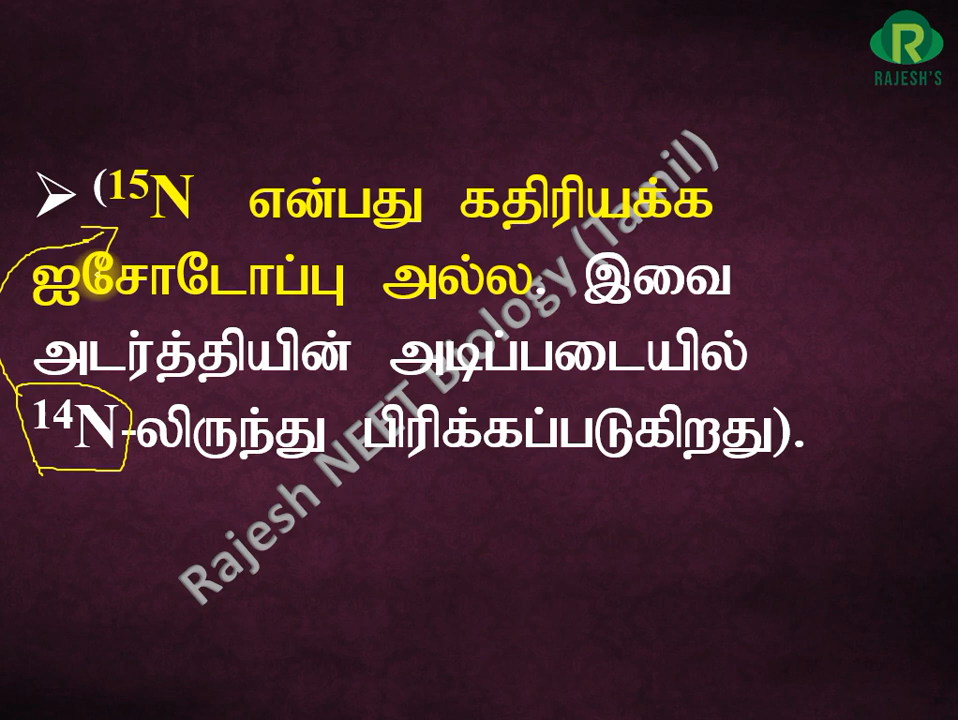 RAJESH'S
➢ (¹⁵N என்பது கதிரியக்க
ஐசோடோப்பு அல்ல. இவை
அடர்த்தியின் அடிப்படையில்
¹⁴N-லிருந்து பிரிக்கப்படுகிறது).
Rajesh NEET Biology (Tamil)